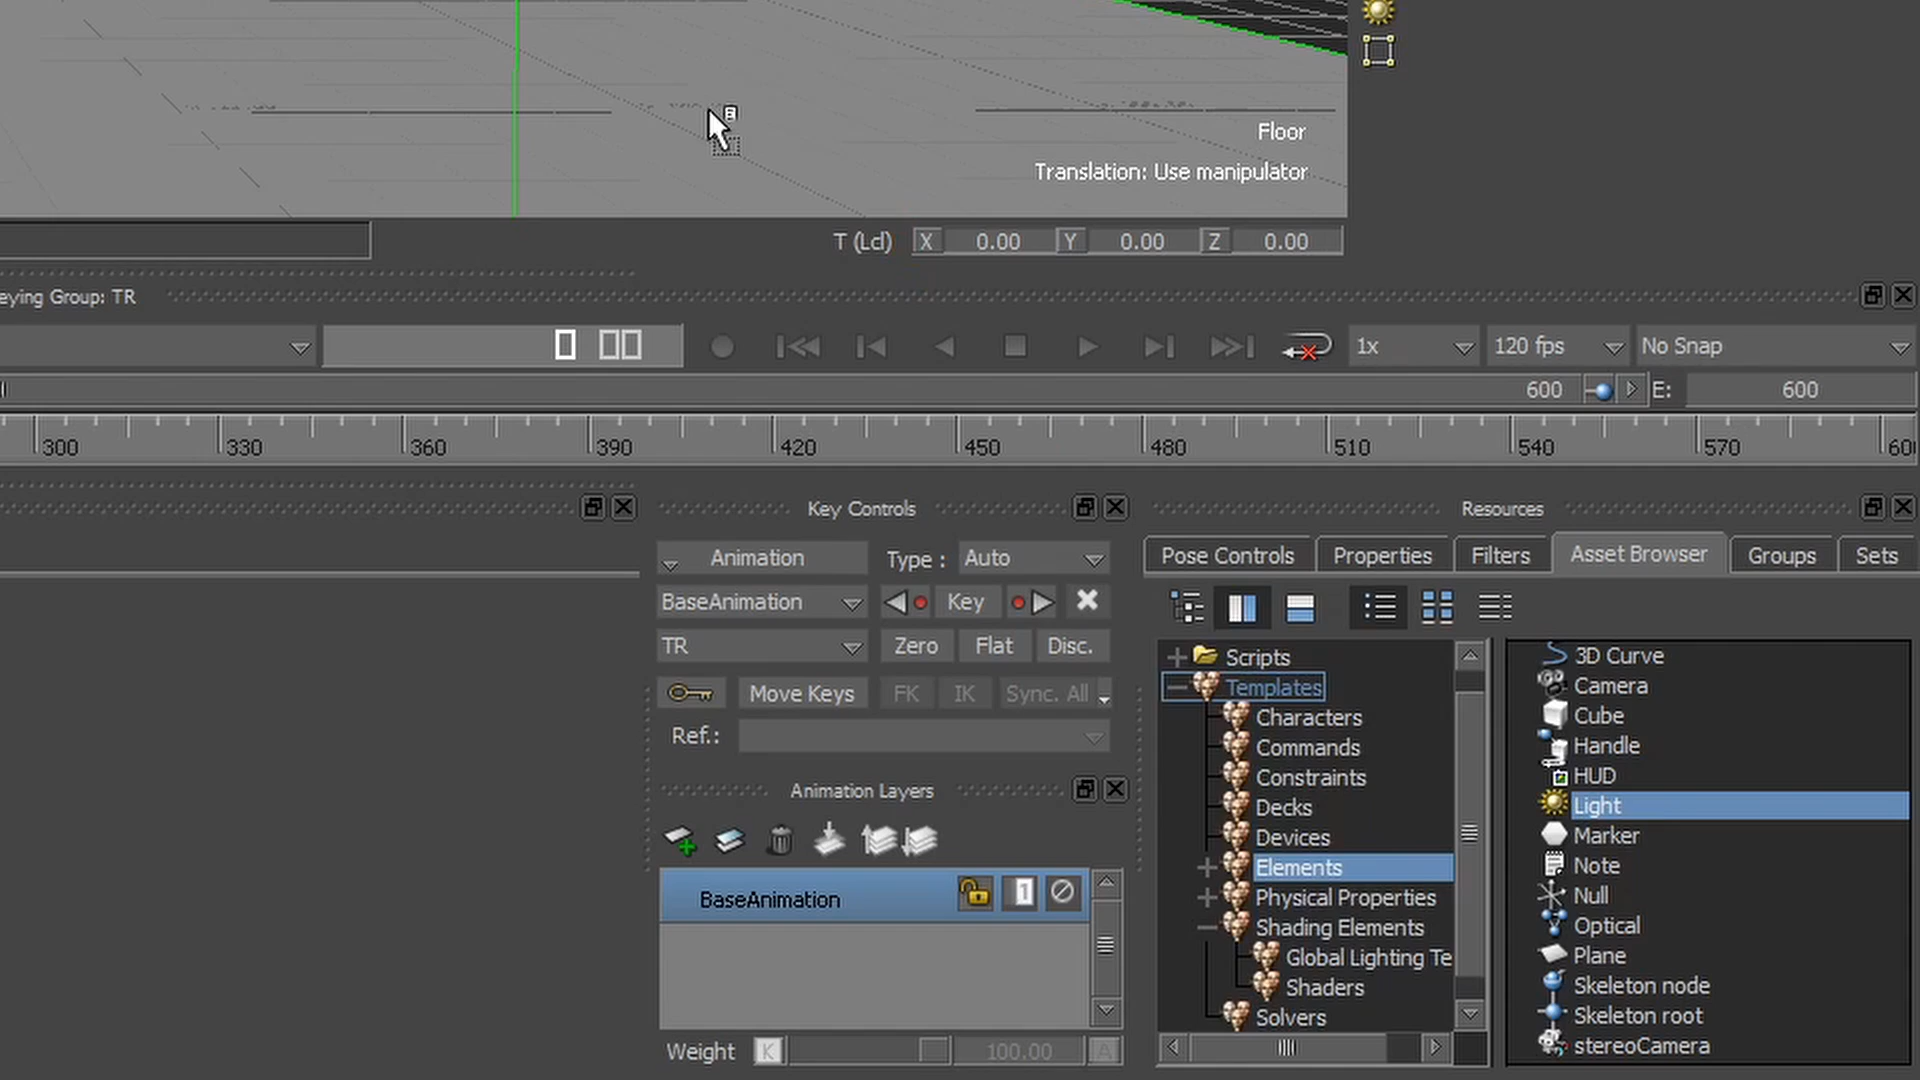 Floor
Translation: Use manipulator
T (Lcl) X 0.00 Y 0.00 Z 0.00
eying Group: TR
1x 120 fps No Snap
600 E: 600
300 330 360 390 420 450 480 510 540 570 60
Key Controls
Animation Type : Auto
BaseAnimation Key
TR Zero Flat Disc.
Move Keys FK IK Sync. All
Ref.:
Animation Layers
BaseAnimation 1
Weight K 100.00 A
Resources
Pose Controls Properties Filters Asset Browser Groups Sets
Scripts
Templates
Characters
Commands
Constraints
Decks
Devices
Elements
Physical Properties
Shading Elements
Global Lighting Te
Shaders
Solvers
3D Curve
Camera
Cube
Handle
HUD
Light
Marker
Note
Null
Optical
Plane
Skeleton node
Skeleton root
stereoCamera